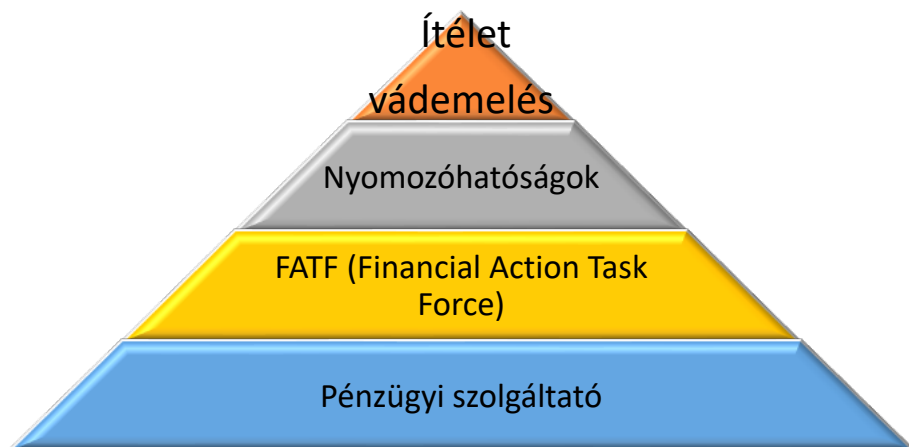 Ítélet
vádemelés
Nyomozóhatóságok
FATF (Financial Action Task
Force)
Pénzügyi szolgáltató